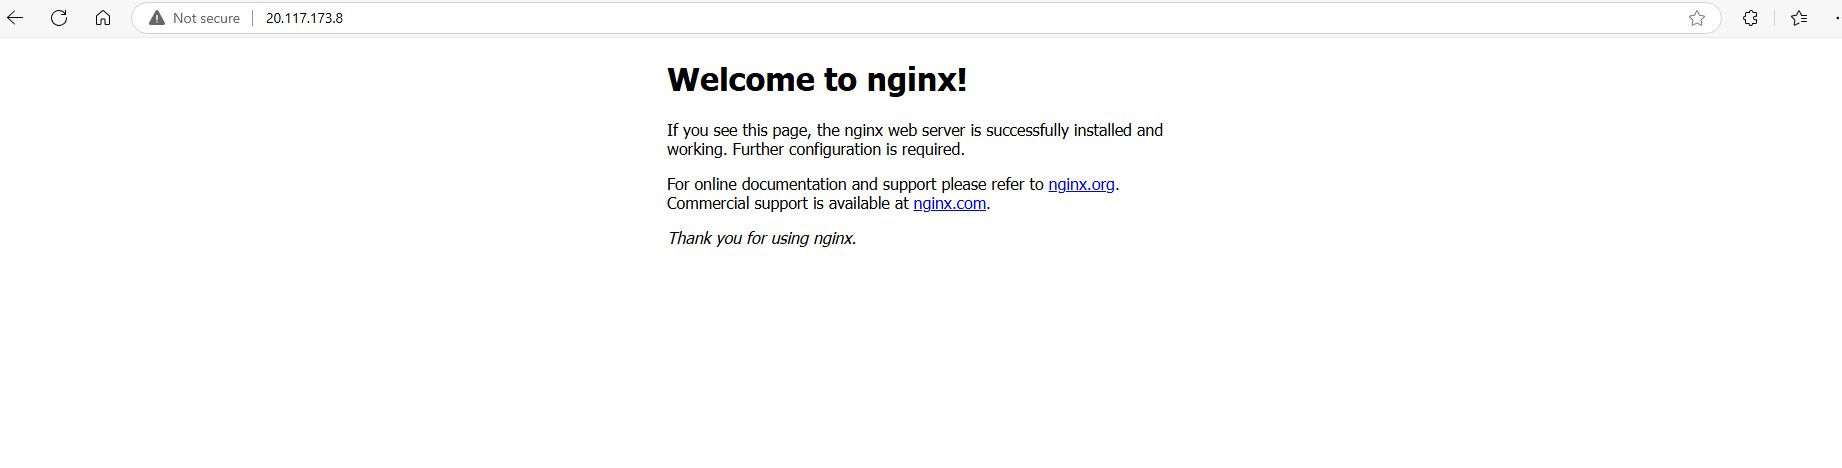 Not secure
20.117.173.8
Welcome to nginx!
If you see this page, the nginx web server is successfully installed and
working. Further configuration is required.
For online documentation and support please refer to nginx.org.
Commercial support is available at nginx.com.
Thank you for using nginx.